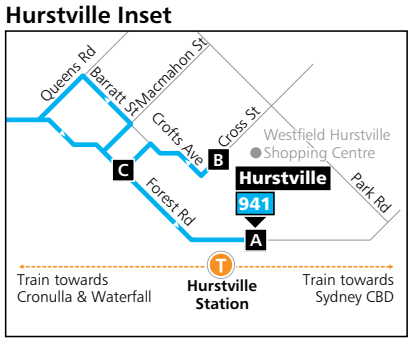 Hurstville Inset
Queens Rd
Barratt St
Macmahon St
Crofts Ave
Cross St
B
Westfield Hurstville
Shopping Centre
C
Hurstville
941
Park Rd
Forest Rd
A
T
Train towards
Cronulla & Waterfall
Hurstville
Station
Train towards
Sydney CBD